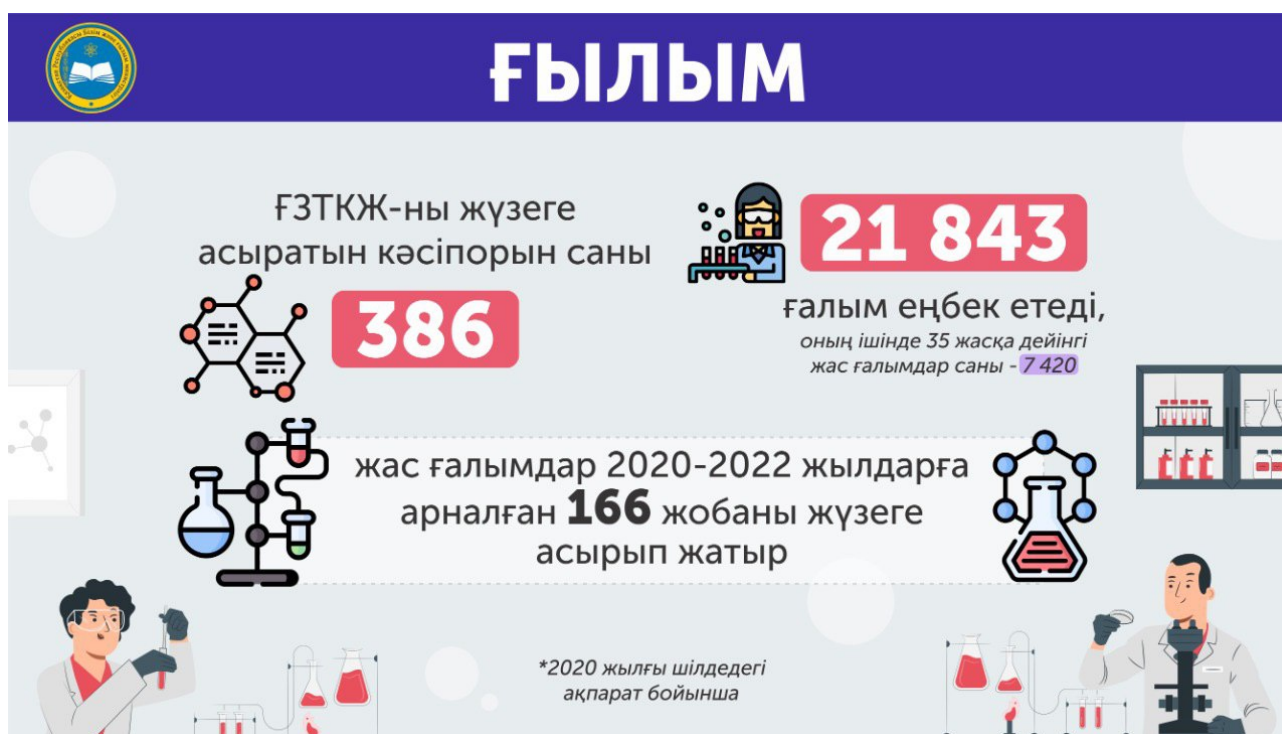 ҒЫЛЫМ
ҒЗТКЖ-ны жүзеге
асыратын кәсіпорын саны
386
21 843
ғалым еңбек етеді,
оның ішінде 35 жасқа дейінгі
жас ғалымдар саны - 7 420
жас ғалымдар 2020-2022 жылдарға
арналған 166 жобаны жүзеге
асырып жатыр
*2020 жылғы шілдедегі
ақпарат бойынша